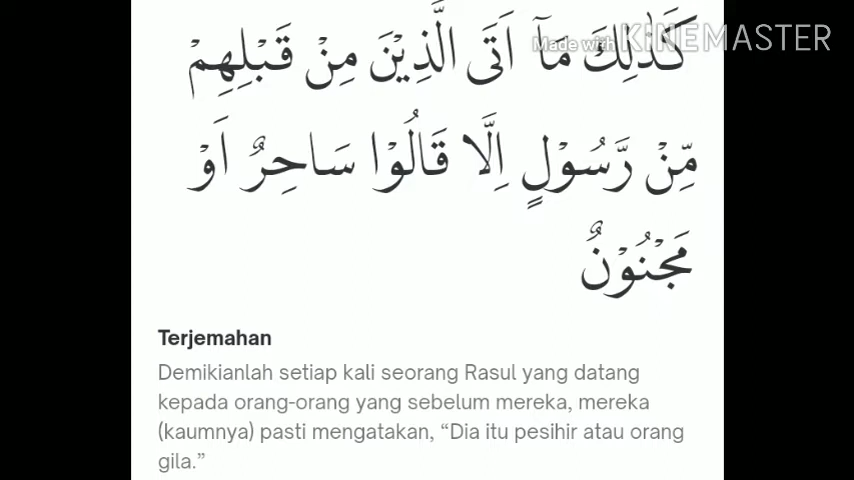 Made with KINEMASTER
كَذٰلِكَ مَآ اَتَى الَّذِيْنَ مِنْ قَبْلِهِمْ
مِّنْ رَّسُوْلٍ اِلَّا قَالُوْا سَاحِرٌ اَوْ
مَجْنُوْنٌ
Terjemahan
Demikianlah setiap kali seorang Rasul yang datang
kepada orang-orang yang sebelum mereka, mereka
(kaumnya) pasti mengatakan, “Dia itu pesihir atau orang
gila.”